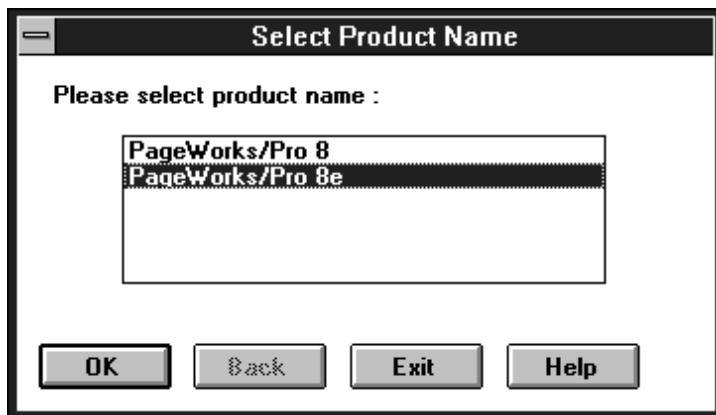 Select Product Name
Please select product name :
PageWorks/Pro 8
PageWorks/Pro 8e
OK Back Exit Help